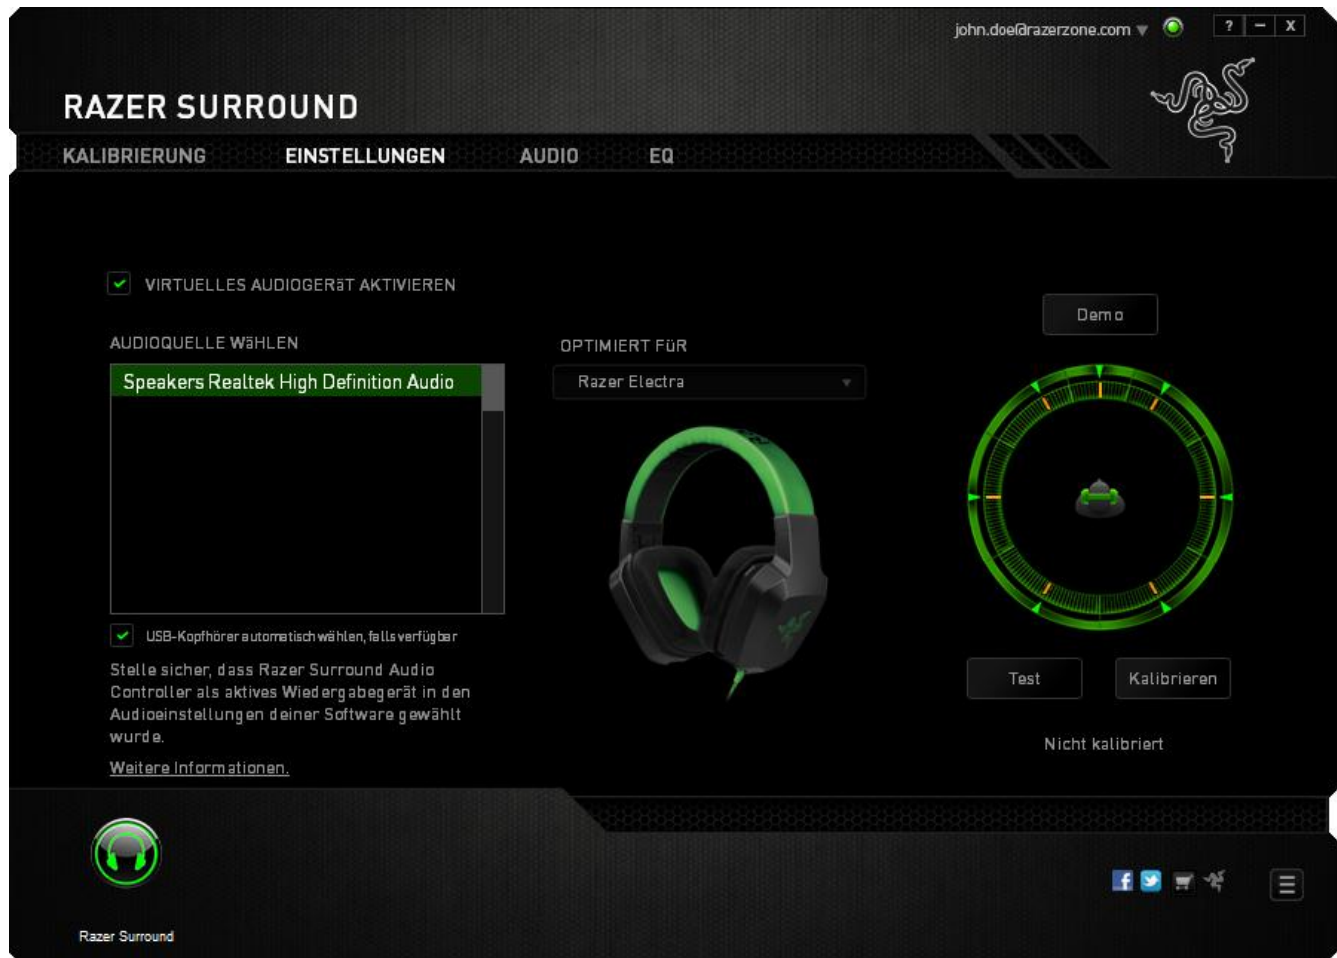 john.doe@razerzone.com
? – X
RAZER SURROUND
KALIBRIERUNG EINSTELLUNGEN AUDIO EQ
VIRTUELLES AUDIOGERäT AKTIVIEREN
AUDIOQUELLE WäHLEN
Speakers Realtek High Definition Audio
USB-Kopfhörer automatisch wählen, falls verfügbar
Stelle sicher, dass Razer Surround Audio
Controller als aktives Wiedergabegerät in den
Audioeinstellungen deiner Software gewählt
wurde.
Weitere Informationen.
OPTIMIERT FüR
Razer Electra
Demo
Test Kalibrieren
Nicht kalibriert
Razer Surround